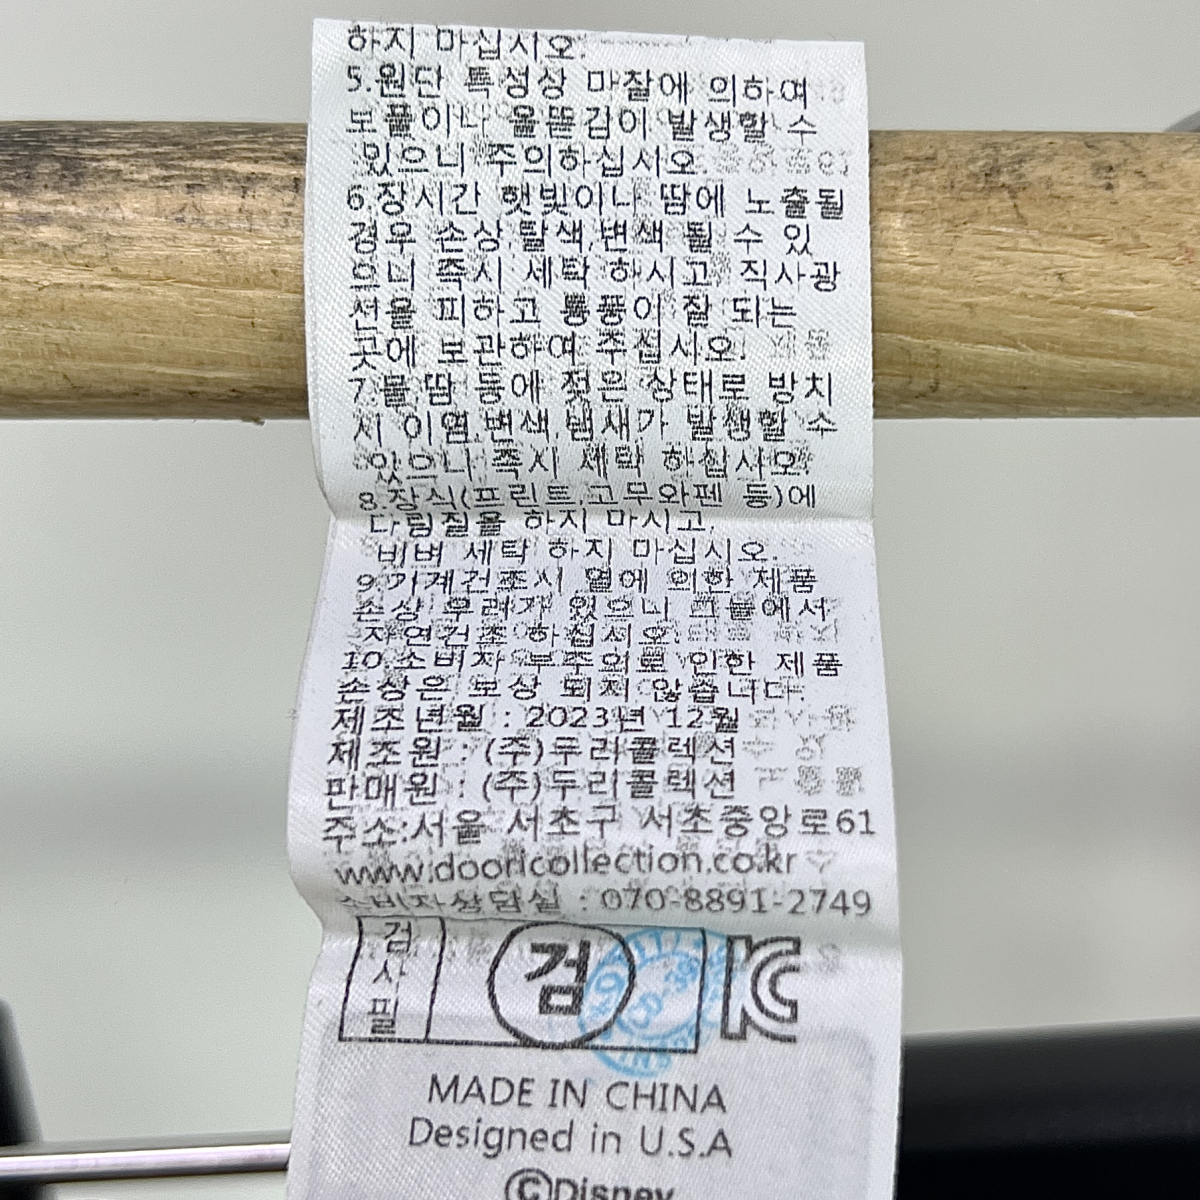 하지 마십시오.
5.원단 특성상 마찰에 의하여
보풀이나 올뜯김이 발생할 수
있으니 주의하십시오.
6.장시간 햇빛이나 땀에 노출될
경우 손상,탈색,변색 될 수 있
으니 즉시 세탁 하시고 직사광
선을 피하고 통풍이 잘 되는
곳에 보관하여 주십시오.
7.물,땀 등에 젖은 상태로 방치
시 이염,변색,냄새가 발생할 수
있으니 즉시 세탁 하십시오.
8.장식(프린트,고무와펜 등)에
다림질을 하지 마시고,
비벼 세탁 하지 마십시오.
9.기계건조시 열에 의한 제품
손상 우려가 있으니 그늘에서
자연건조 하십시오.
10.소비자 부주의로 인한 제품
손상은 보상 되지 않습니다.
제조년월 : 2023년 12월
제조원 : (주)두리콜렉션
판매원 : (주)두리콜렉션
주소:서울 서초구 서초중앙로61
www.dooricollection.co.kr
소비자상담실 : 070-8891-2749
검사필 검 KC
MADE IN CHINA
Designed in U.S.A
©Disney